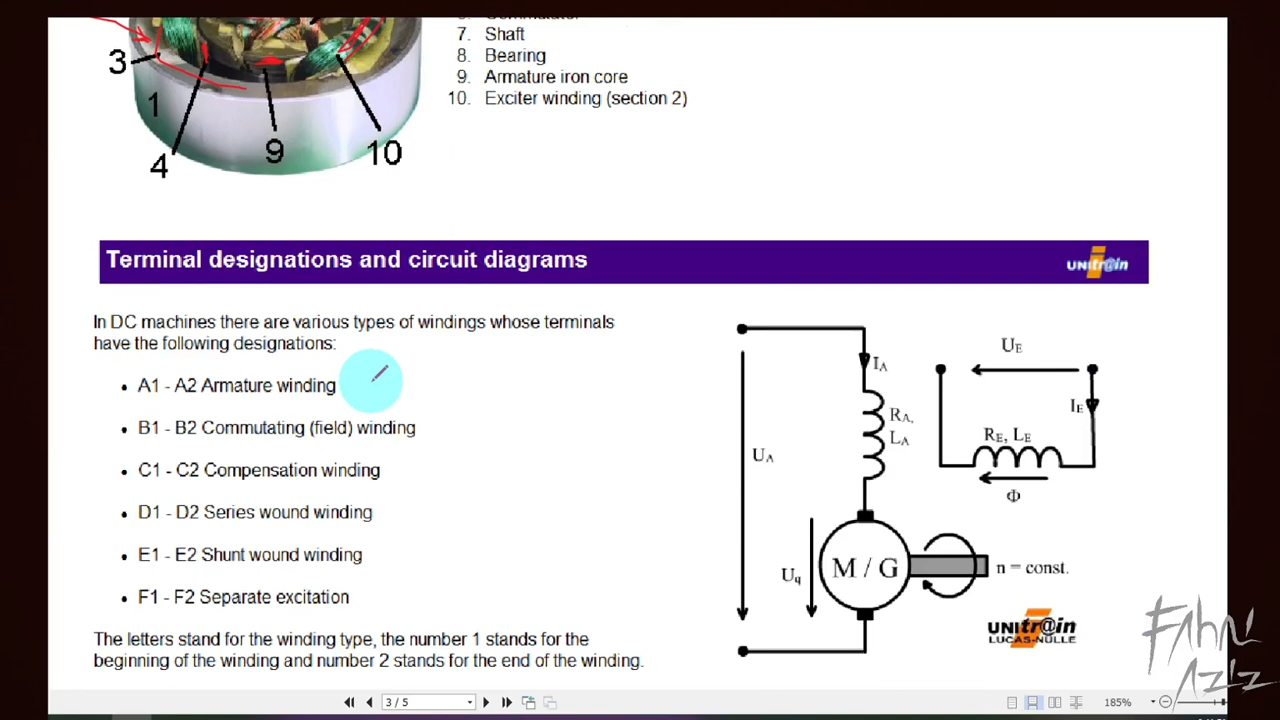 7. Shaft
8. Bearing
9. Armature iron core
10. Exciter winding (section 2)
3
1
4
9
10
Terminal designations and circuit diagrams
UNItr@in
In DC machines there are various types of windings whose terminals
have the following designations:
• A1 - A2 Armature winding
• B1 - B2 Commutating (field) winding
• C1 - C2 Compensation winding
• D1 - D2 Series wound winding
• E1 - E2 Shunt wound winding
• F1 - F2 Separate excitation
The letters stand for the winding type, the number 1 stands for the
beginning of the winding and number 2 stands for the end of the winding.
IA
RA,
LA
UA
Uq
M / G
n = const.
UE
IE
RE, LE
Φ
UNItr@in
LUCAS-NÜLLE
FAHMI
AZIZ
3 / 5
185%